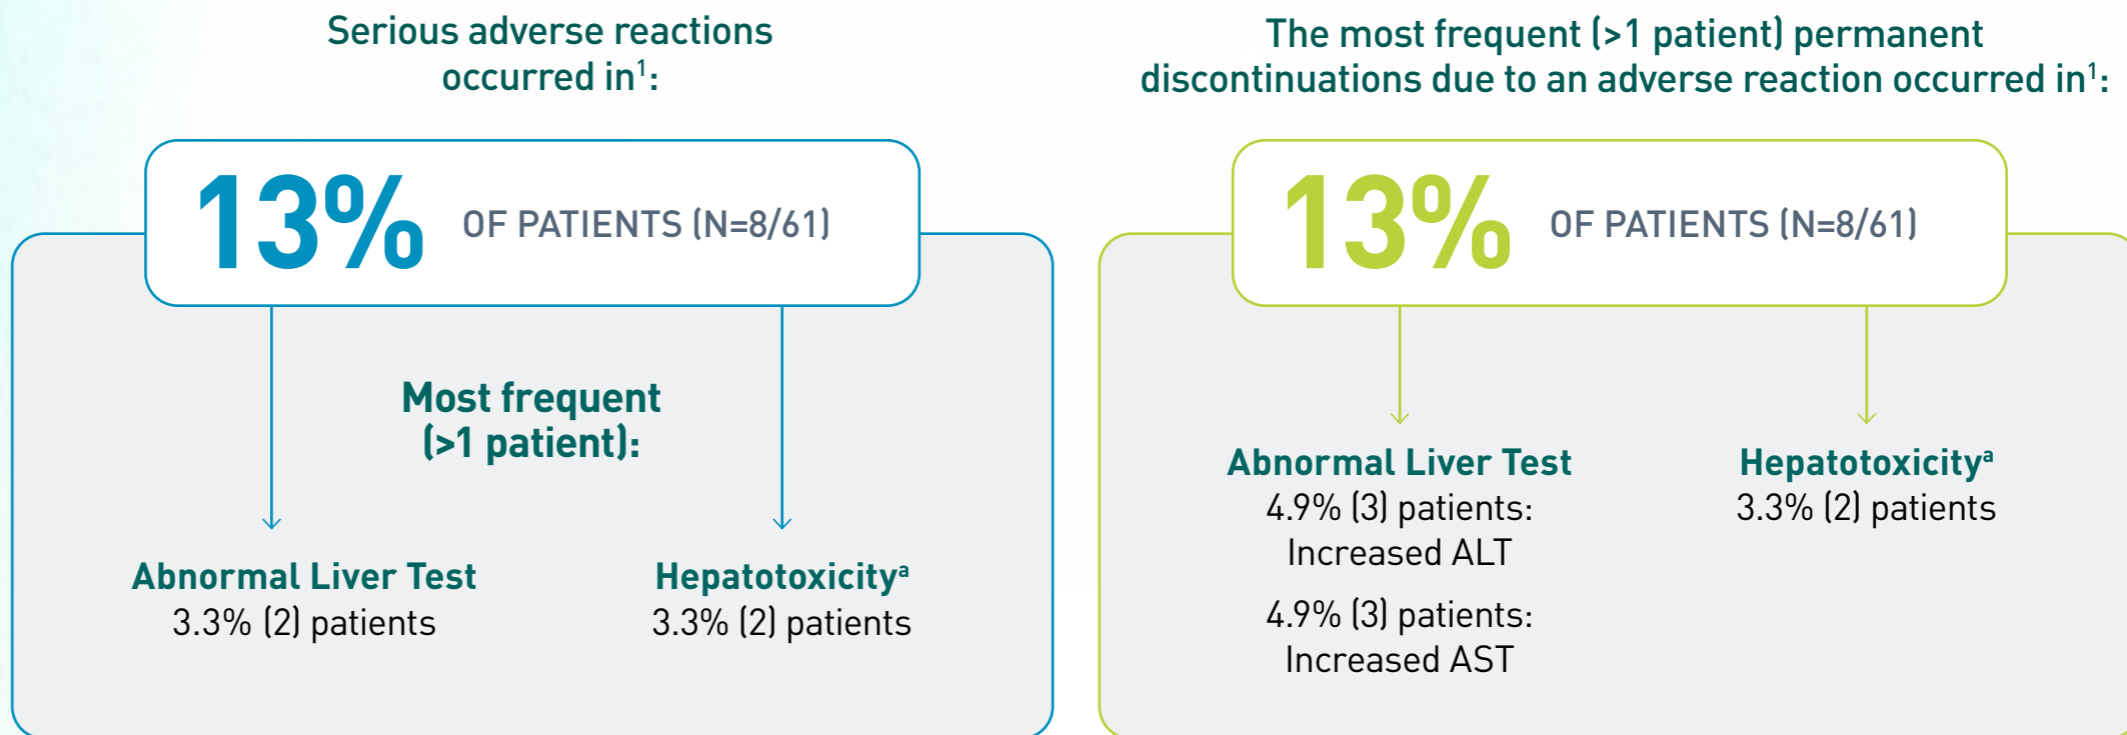 Serious adverse reactions
occurred in¹:
13% OF PATIENTS (N=8/61)
Most frequent
(>1 patient):
Abnormal Liver Test
3.3% (2) patients
Hepatotoxicityᵃ
3.3% (2) patients
The most frequent (>1 patient) permanent
discontinuations due to an adverse reaction occurred in¹:
13% OF PATIENTS (N=8/61)
Abnormal Liver Test
4.9% (3) patients:
Increased ALT
4.9% (3) patients:
Increased AST
Hepatotoxicityᵃ
3.3% (2) patients